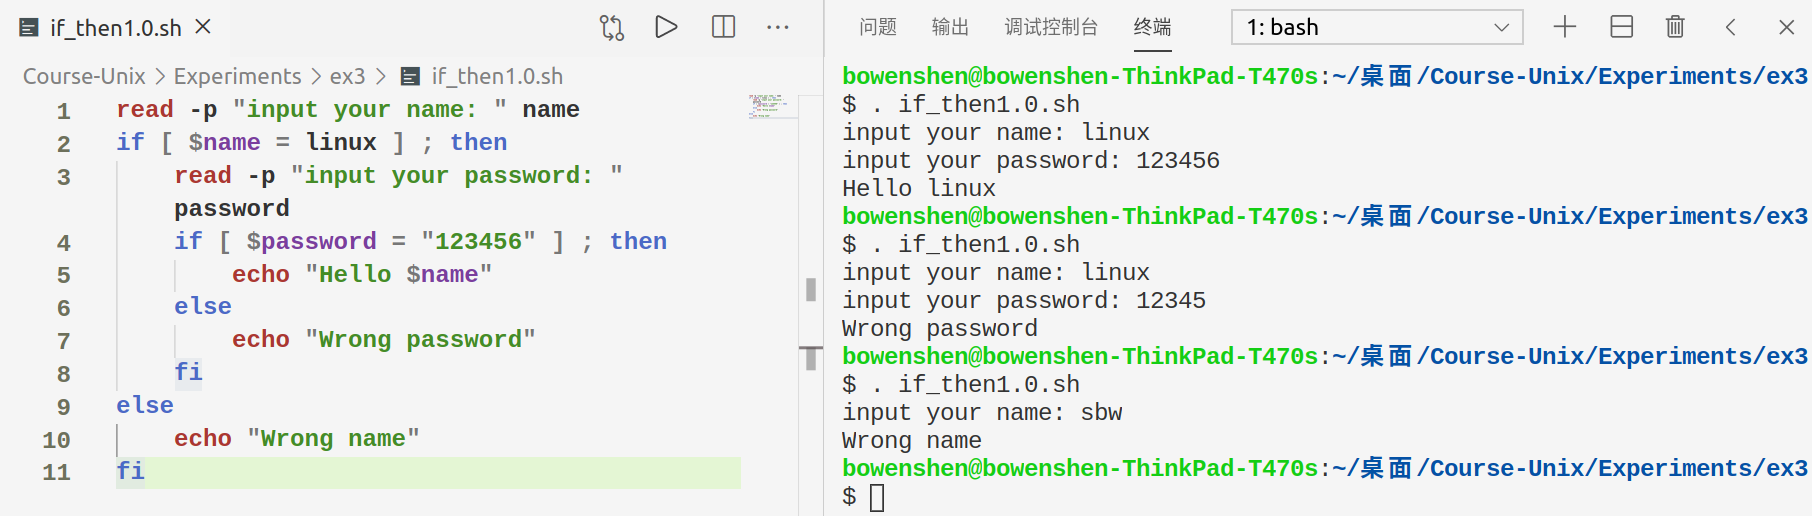 if_then1.0.sh
Course-Unix > Experiments > ex3 > if_then1.0.sh
1 read -p "input your name: " name
2 if [ $name = linux ] ; then
3 read -p "input your password: "
password
4 if [ $password = "123456" ] ; then
5 echo "Hello $name"
6 else
7 echo "Wrong password"
8 fi
9 else
10 echo "Wrong name"
11 fi
问题 输出 调试控制台 终端 1: bash
bowenshen@bowenshen-ThinkPad-T470s:~/桌面/Course-Unix/Experiments/ex3
$ . if_then1.0.sh
input your name: linux
input your password: 123456
Hello linux
bowenshen@bowenshen-ThinkPad-T470s:~/桌面/Course-Unix/Experiments/ex3
$ . if_then1.0.sh
input your name: linux
input your password: 12345
Wrong password
bowenshen@bowenshen-ThinkPad-T470s:~/桌面/Course-Unix/Experiments/ex3
$ . if_then1.0.sh
input your name: sbw
Wrong name
bowenshen@bowenshen-ThinkPad-T470s:~/桌面/Course-Unix/Experiments/ex3
$